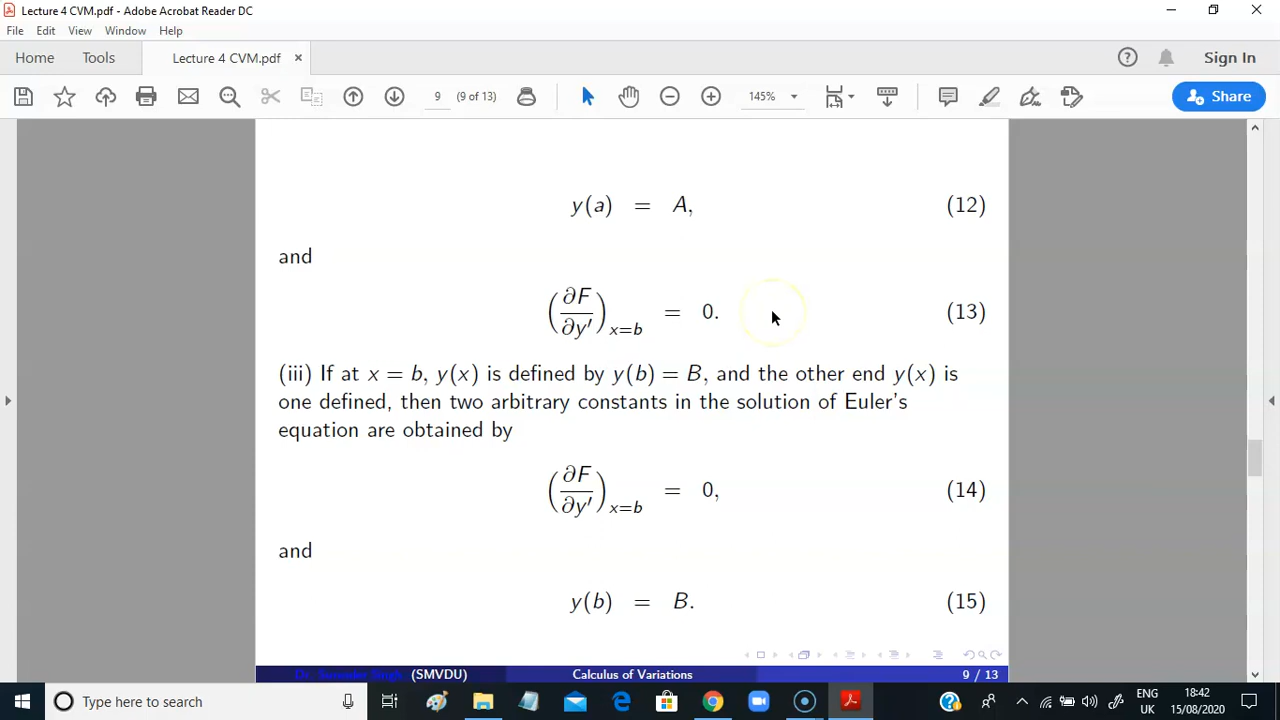 Lecture 4 CVM.pdf - Adobe Acrobat Reader DC
File Edit View Window Help
Home Tools Lecture 4 CVM.pdf × Sign In
9 (9 of 13) 145% Share
y(a) = A, (12)
and
(∂F/∂y′)x=b = 0. (13)
(iii) If at x = b, y(x) is defined by y(b) = B, and the other end y(x) is
one defined, then two arbitrary constants in the solution of Euler's
equation are obtained by
(∂F/∂y′)x=b = 0, (14)
and
y(b) = B. (15)
Singh (SMVDU) Calculus of Variations 9 / 13
Type here to search
ENG 18:42
UK 15/08/2020